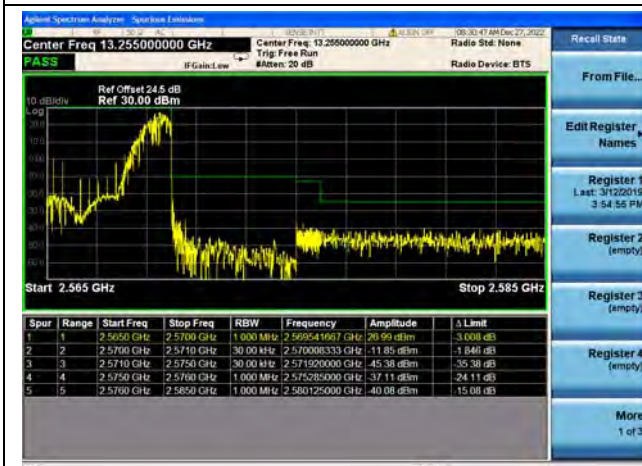 Agilent Spectrum Analyzer Spurious Emissions
08:30:47 AM Dec 27, 2022
Center Freq 13.255000000 GHz
Center Freq: 13.255000000 GHz
Radio Std: None
Trig: Free Run
PASS
IFGain:Low
#Atten: 20 dB
Radio Device: BTS
Ref Offset 24.5 dB
10 dB/div
Ref 30.00 dBm
Log
Start 2.565 GHz
Stop 2.585 GHz
Spur Range Start Freq Stop Freq RBW Frequency Amplitude Δ Limit
1 1 2.5650 GHz 2.5700 GHz 1.000 MHz 2.569541667 GHz 26.99 dBm -3.008 dB
2 2 2.5700 GHz 2.5710 GHz 30.00 kHz 2.570008333 GHz -11.85 dBm -1.846 dB
3 3 2.5710 GHz 2.5750 GHz 30.00 kHz 2.571920000 GHz -45.38 dBm -35.38 dB
4 4 2.5750 GHz 2.5760 GHz 1.000 MHz 2.575285000 GHz -37.11 dBm -24.11 dB
5 5 2.5760 GHz 2.5850 GHz 1.000 MHz 2.580125000 GHz -40.08 dBm -15.08 dB
Recall State
From File...
Edit Register
Names
Register 1
Last: 3/12/2019
3:54:55 PM
Register 2
(empty)
Register 3
(empty)
Register 4
(empty)
More
1 of 3